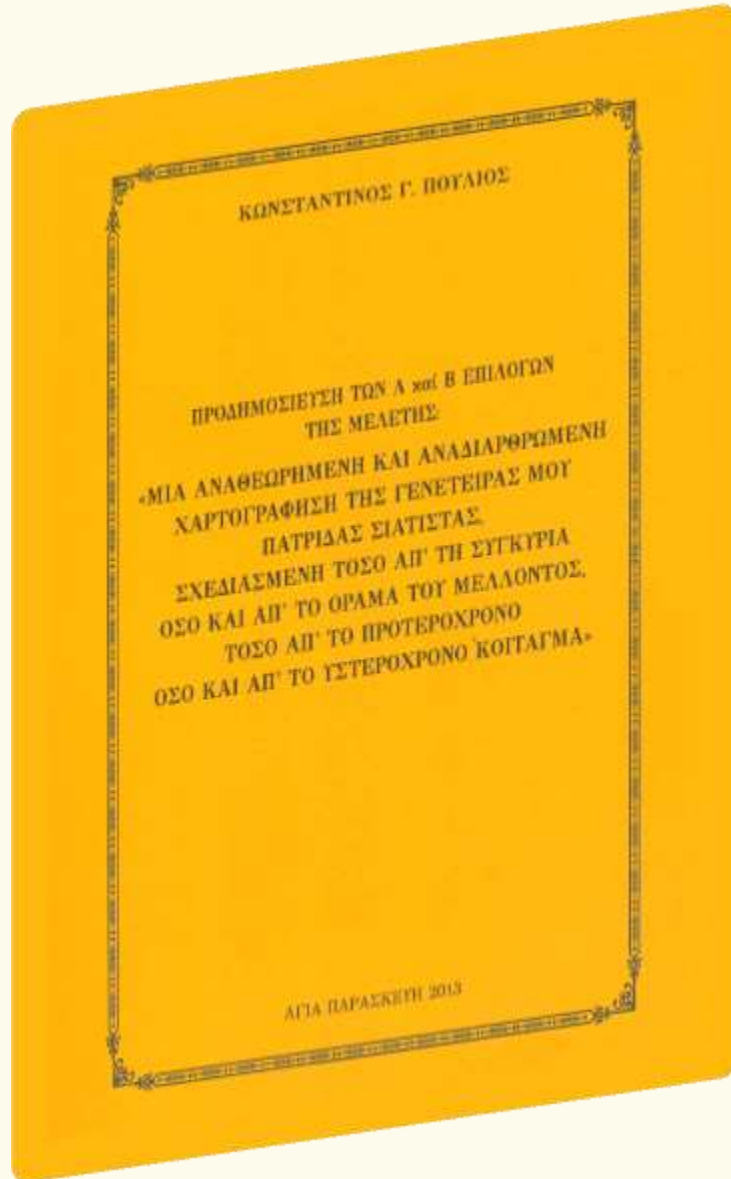 ΚΩΝΣΤΑΝΤΙΝΟΣ Γ. ΠΟΥΛΙΟΣ
ΠΡΟΔΗΜΟΣΙΕΥΣΗ ΤΩΝ Α καί Β ΕΠΙΛΟΓΩΝ
ΤΗΣ ΜΕΛΕΤΗΣ:
«ΜΙΑ ΑΝΑΘΕΩΡΗΜΕΝΗ ΚΑΙ ΑΝΑΔΙΑΡΘΡΩΜΕΝΗ
ΧΑΡΤΟΓΡΑΦΗΣΗ ΤΗΣ ΓΕΝΕΤΕΙΡΑΣ ΜΟΥ
ΠΑΤΡΙΔΑΣ ΣΙΑΤΙΣΤΑΣ,
ΣΧΕΔΙΑΣΜΕΝΗ ΤΟΣΟ ΑΠ' ΤΗ ΣΥΓΚΥΡΙΑ
ΟΣΟ ΚΑΙ ΑΠ' ΤΟ ΟΡΑΜΑ ΤΟΥ ΜΕΛΛΟΝΤΟΣ,
ΤΟΣΟ ΑΠ' ΤΟ ΠΡΟΤΕΡΟΧΡΟΝΟ
ΟΣΟ ΚΑΙ ΑΠ' ΤΟ ΥΣΤΕΡΟΧΡΟΝΟ ΚΟΙΤΑΓΜΑ»
ΑΓΙΑ ΠΑΡΑΣΚΕΥΗ 2013